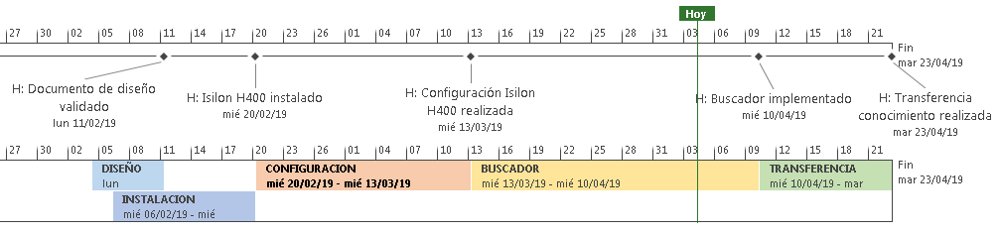 Hoy
27 30 02 05 08 11 14 17 20 23 26 01 04 07 10 13 16 19 22 25 28 31 03 06 09 12 15 18 21
Fin
mar 23/04/19
H: Documento de diseño
validado
lun 11/02/19
H: Isilon H400 instalado
mié 20/02/19
H: Configuración Isilon
H400 realizada
mié 13/03/19
H: Buscador implementado
mié 10/04/19
H: Transferencia
conocimiento realizada
mar 23/04/19
27 30 02 05 08 11 14 17 20 23 26 01 04 07 10 13 16 19 22 25 28 31 03 06 09 12 15 18 21
Fin
mar 23/04/19
DISEÑO
lun
CONFIGURACION
mié 20/02/19 - mié 13/03/19
BUSCADOR
mié 13/03/19 - mié 10/04/19
TRANSFERENCIA
mié 10/04/19 - mar
INSTALACION
mié 06/02/19 - mié